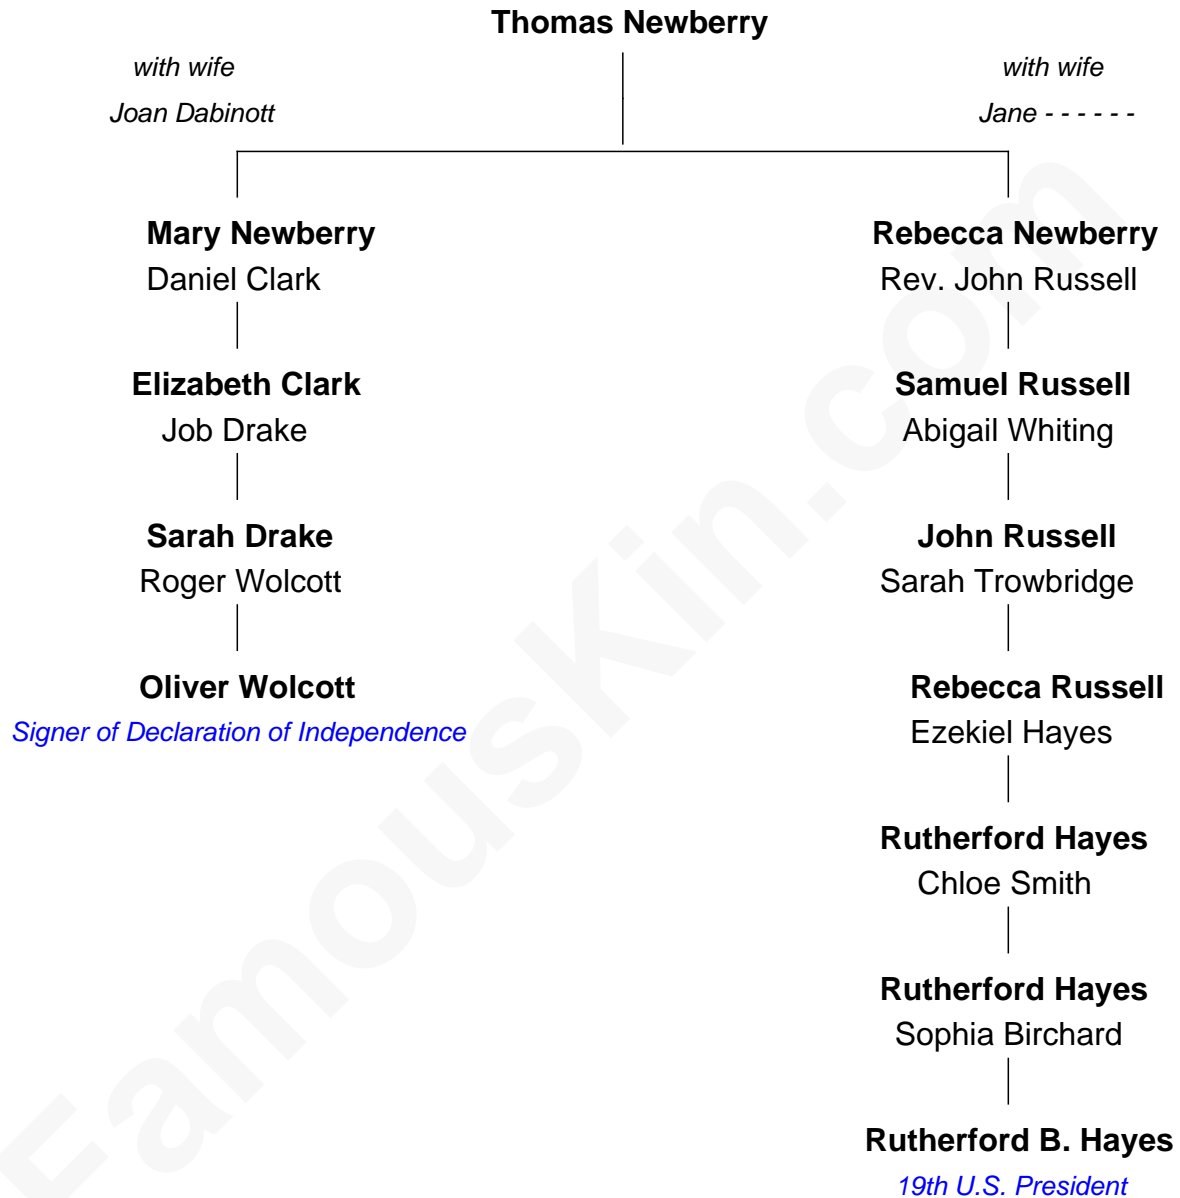 Thomas Newberry
with wife
Joan Dabinott
with wife
Jane - - - - - -
Mary Newberry
Daniel Clark
Rebecca Newberry
Rev. John Russell
Elizabeth Clark
Job Drake
Samuel Russell
Abigail Whiting
Sarah Drake
Roger Wolcott
John Russell
Sarah Trowbridge
Oliver Wolcott
Signer of Declaration of Independence
Rebecca Russell
Ezekiel Hayes
Rutherford Hayes
Chloe Smith
Rutherford Hayes
Sophia Birchard
Rutherford B. Hayes
19th U.S. President
FamousKin.com